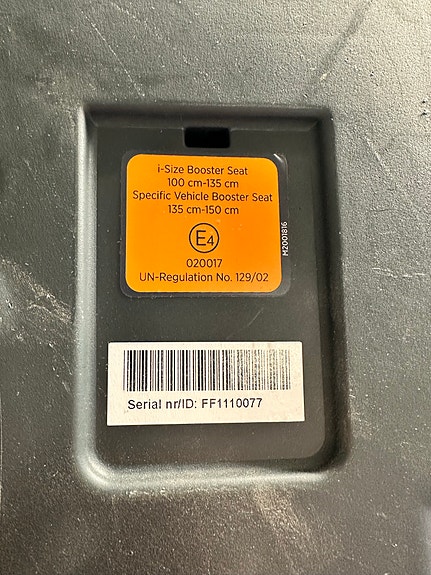 i-Size Booster Seat
100 cm-135 cm
Specific Vehicle Booster Seat
135 cm-150 cm
E4
020017
UN-Regulation No. 129/02
M2001816
Serial nr/ID: FF1110077